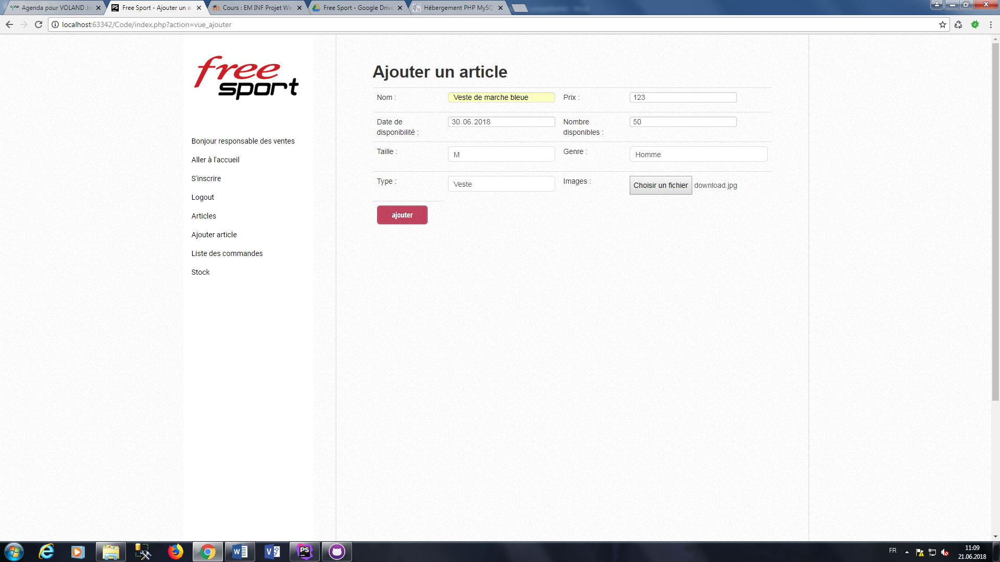 Agenda pour VOLAND Jo
Free Sport - Ajouter un a
Cours : EM INF Projet We
Free Sport - Google Drive
Hébergement PHP MySQ
localhost:63342/Code/index.php?action=vue_ajouter
free
sport
Bonjour responsable des ventes
Aller à l'accueil
S'inscrire
Logout
Articles
Ajouter article
Liste des commandes
Stock
Ajouter un article
Nom : Veste de marche bleue Prix : 123
Date de disponibilité : 30.06.2018 Nombre disponibles : 50
Taille : M Genre : Homme
Type : Veste Images : Choisir un fichier download.jpg
ajouter
FR
11:09
21.06.2018